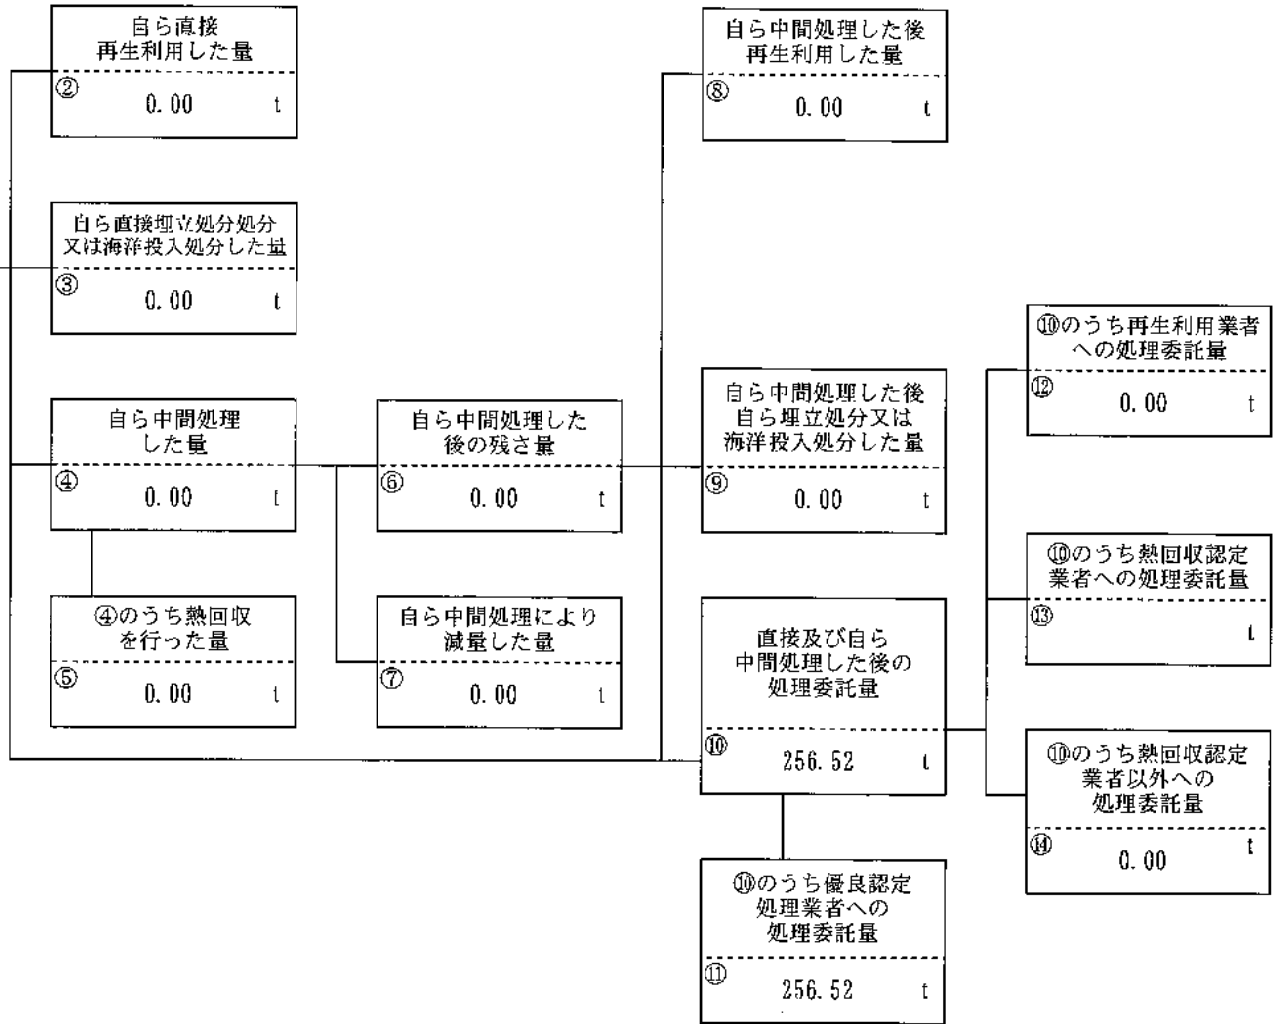 自ら直接
再生利用した量
②
0.00 t
自ら直接埋立処分処分
又は海洋投入処分した量
③
0.00 t
自ら中間処理
した量
④
0.00 t
④のうち熱回収
を行った量
⑤
0.00 t
自ら中間処理した
後の残さ量
⑥
0.00 t
自ら中間処理により
減量した量
⑦
0.00 t
自ら中間処理した後
再生利用した量
⑧
0.00 t
自ら中間処理した後
自ら埋立処分又は
海洋投入処分した量
⑨
0.00 t
直接及び自ら
中間処理した後の
処理委託量
⑩
256.52 t
⑩のうち優良認定
処理業者への
処理委託量
⑪
256.52 t
⑩のうち再生利用業者
への処理委託量
⑫
0.00 t
⑩のうち熱回収認定
業者への処理委託量
⑬
t
⑩のうち熱回収認定
業者以外への
処理委託量
⑭
0.00 t